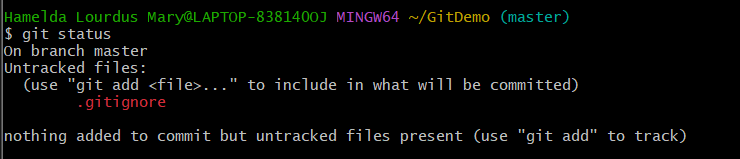 Hamelda Lourdus Mary@LAPTOP-838140OJ MINGW64 ~/GitDemo (master)
$ git status
On branch master
Untracked files:
  (use "git add <file>..." to include in what will be committed)
        .gitignore

nothing added to commit but untracked files present (use "git add" to track)